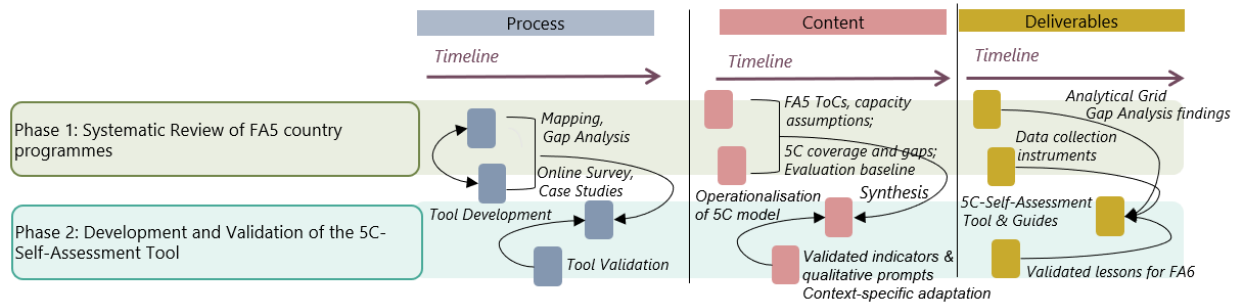 Process
Content
Deliverables
Timeline
Timeline
Timeline
Phase 1: Systematic Review of FA5 country
programmes
Mapping,
Gap Analysis
Online Survey,
Case Studies
FA5 ToCs, capacity
assumptions;
5C coverage and gaps;
Evaluation baseline
Analytical Grid
Gap Analysis findings
Data collection
instruments
Phase 2: Development and Validation of the 5C-
Self-Assessment Tool
Tool Development
Tool Validation
Operationalisation
of 5C model
Synthesis
Validated indicators &
qualitative prompts
Context-specific adaptation
5C-Self-Assessment
Tool & Guides
Validated lessons for FA6